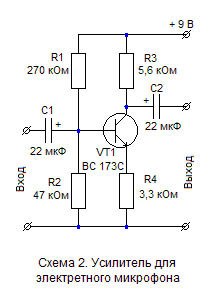 + 9 В
R1
270 кОм
R3
5,6 кОм
C2
+
22 мкФ
C1
+
22 мкФ
VT1
BC 173C
R2
47 кОм
R4
3,3 кОм
Вход
Выход
Схема 2. Усилитель для
электретного микрофона